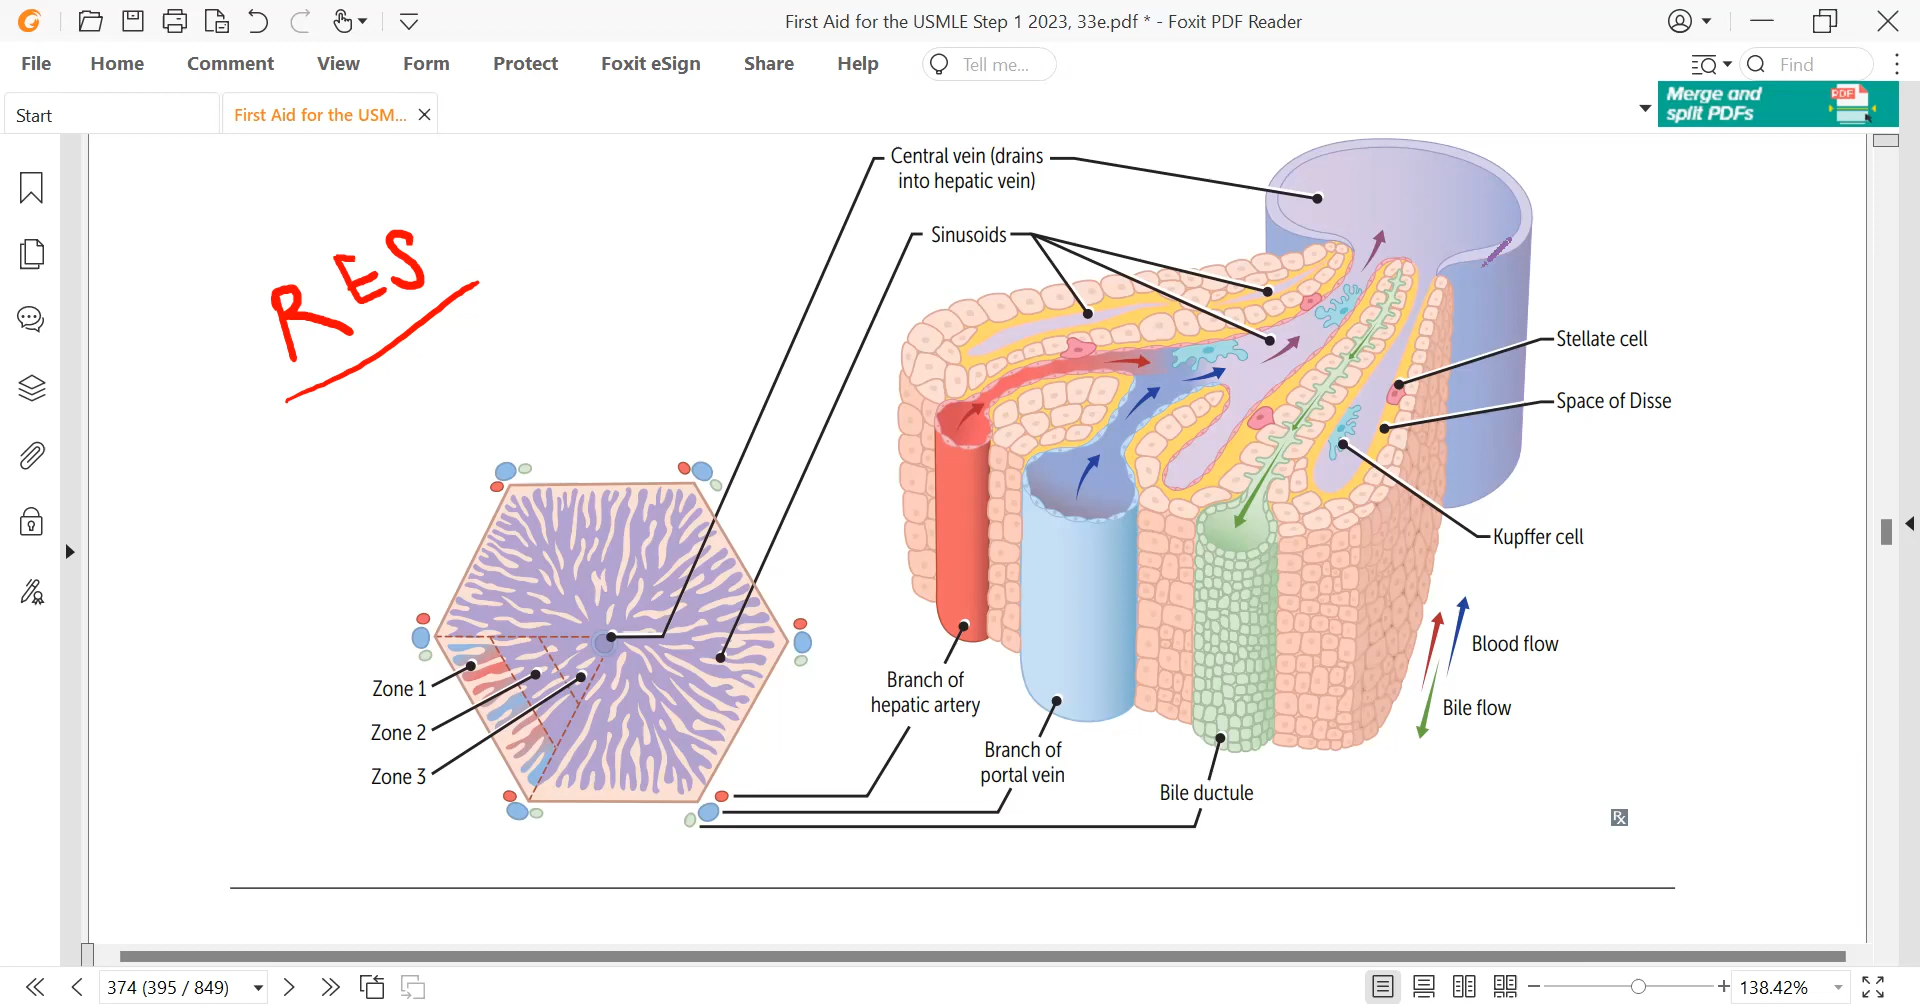 First Aid for the USMLE Step 1 2023, 33e.pdf * - Foxit PDF Reader
File Home Comment View Form Protect Foxit eSign Share Help Tell me... Find
Start
First Aid for the USM...
Merge and
split PDFs
PDF
RES
Central vein (drains
into hepatic vein)
Sinusoids
Stellate cell
Space of Disse
Kupffer cell
Blood flow
Bile flow
Zone 1
Zone 2
Zone 3
Branch of
hepatic artery
Branch of
portal vein
Bile ductule
Rx
374 (395 / 849)
138.42%